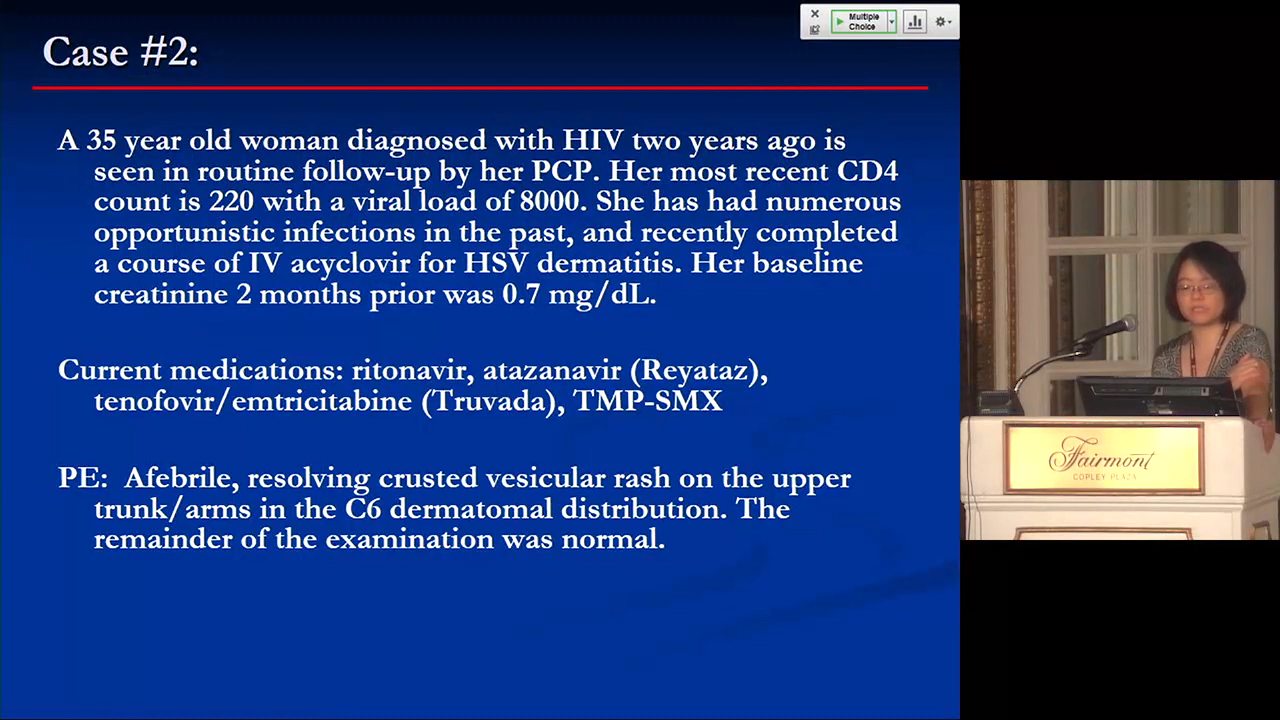 Multiple
Choice
Case #2:
A 35 year old woman diagnosed with HIV two years ago is
seen in routine follow-up by her PCP. Her most recent CD4
count is 220 with a viral load of 8000. She has had numerous
opportunistic infections in the past, and recently completed
a course of IV acyclovir for HSV dermatitis. Her baseline
creatinine 2 months prior was 0.7 mg/dL.
Current medications: ritonavir, atazanavir (Reyataz),
tenofovir/emtricitabine (Truvada), TMP-SMX
PE: Afebrile, resolving crusted vesicular rash on the upper
trunk/arms in the C6 dermatomal distribution. The
remainder of the examination was normal.
Fairmont
COPLEY PLAZA